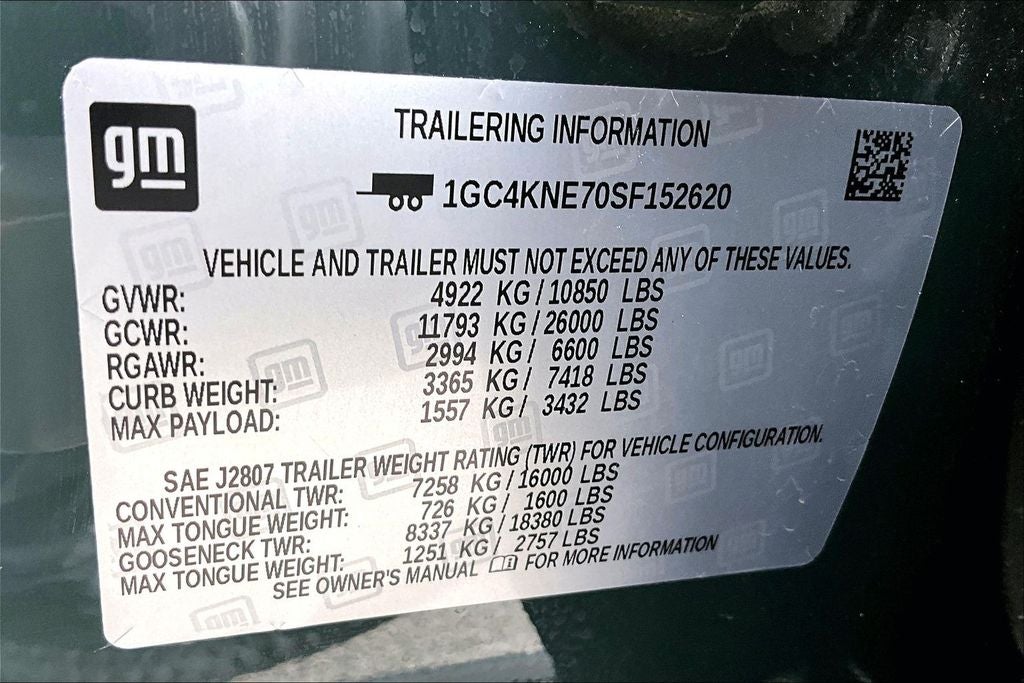 gm
TRAILERING INFORMATION
1GC4KNE70SF152620
VEHICLE AND TRAILER MUST NOT EXCEED ANY OF THESE VALUES.
GVWR: 4922 KG / 10850 LBS
GCWR: 11793 KG / 26000 LBS
RGAWR: 2994 KG / 6600 LBS
CURB WEIGHT: 3365 KG / 7418 LBS
MAX PAYLOAD: 1557 KG / 3432 LBS
SAE J2807 TRAILER WEIGHT RATING (TWR) FOR VEHICLE CONFIGURATION.
CONVENTIONAL TWR: 7258 KG / 16000 LBS
MAX TONGUE WEIGHT: 726 KG / 1600 LBS
GOOSENECK TWR: 8337 KG / 18380 LBS
MAX TONGUE WEIGHT: 1251 KG / 2757 LBS
SEE OWNER'S MANUAL FOR MORE INFORMATION